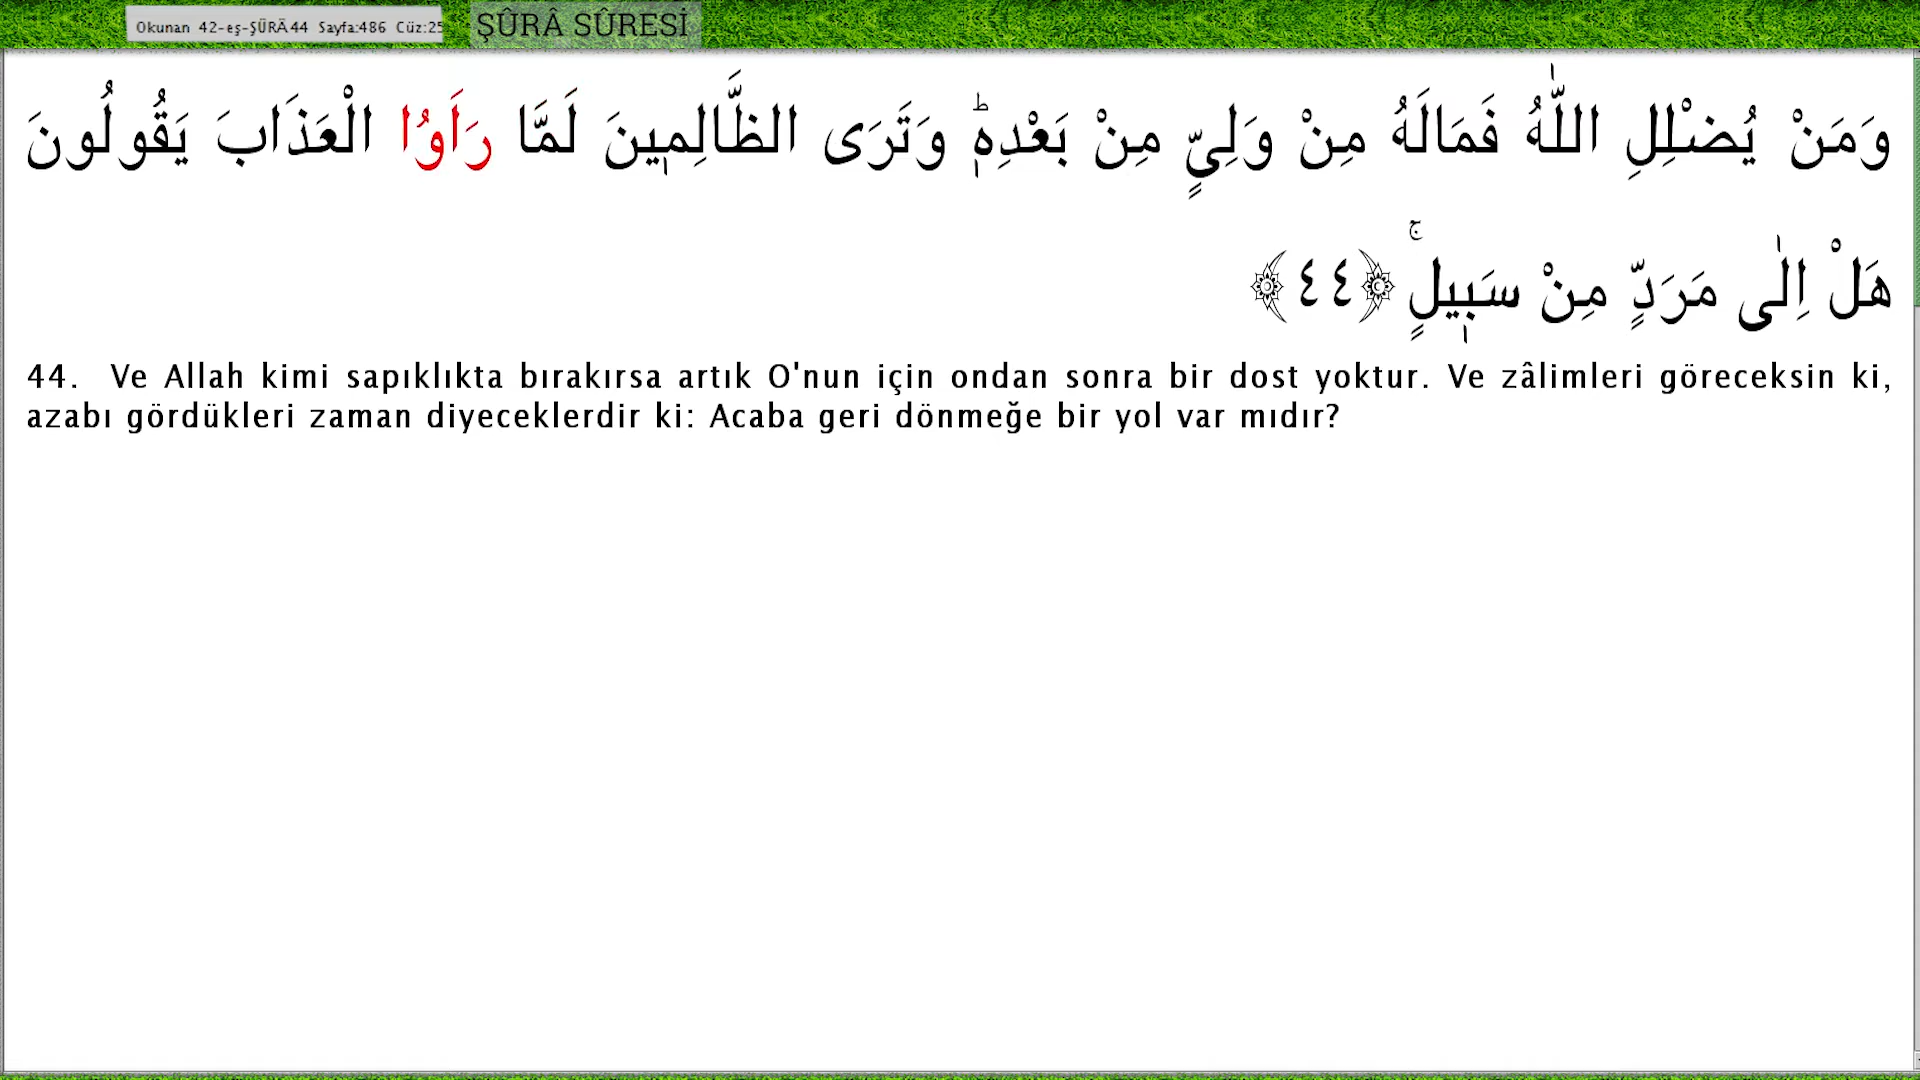 Okunan 42-eş-ŞÛRÂ 44 Sayfa:486 Cüz:25
ŞÛRÂ SÛRESİ
وَمَنْ يُضْلِلِ اللّٰهُ فَمَالَهُ مِنْ وَلِىٍّ مِنْ بَعْدِهٖۜ وَتَرَى الظَّالِمٖينَ لَمَّا رَاَوُا الْعَذَابَ يَقُولُونَ
هَلْ اِلٰى مَرَدٍّ مِنْ سَبٖيلٍۚ ﴿٤٤﴾
44. Ve Allah kimi sapıklıkta bırakırsa artık O'nun için ondan sonra bir dost yoktur. Ve zâlimleri göreceksin ki,
azabı gördükleri zaman diyeceklerdir ki: Acaba geri dönmeğe bir yol var mıdır?